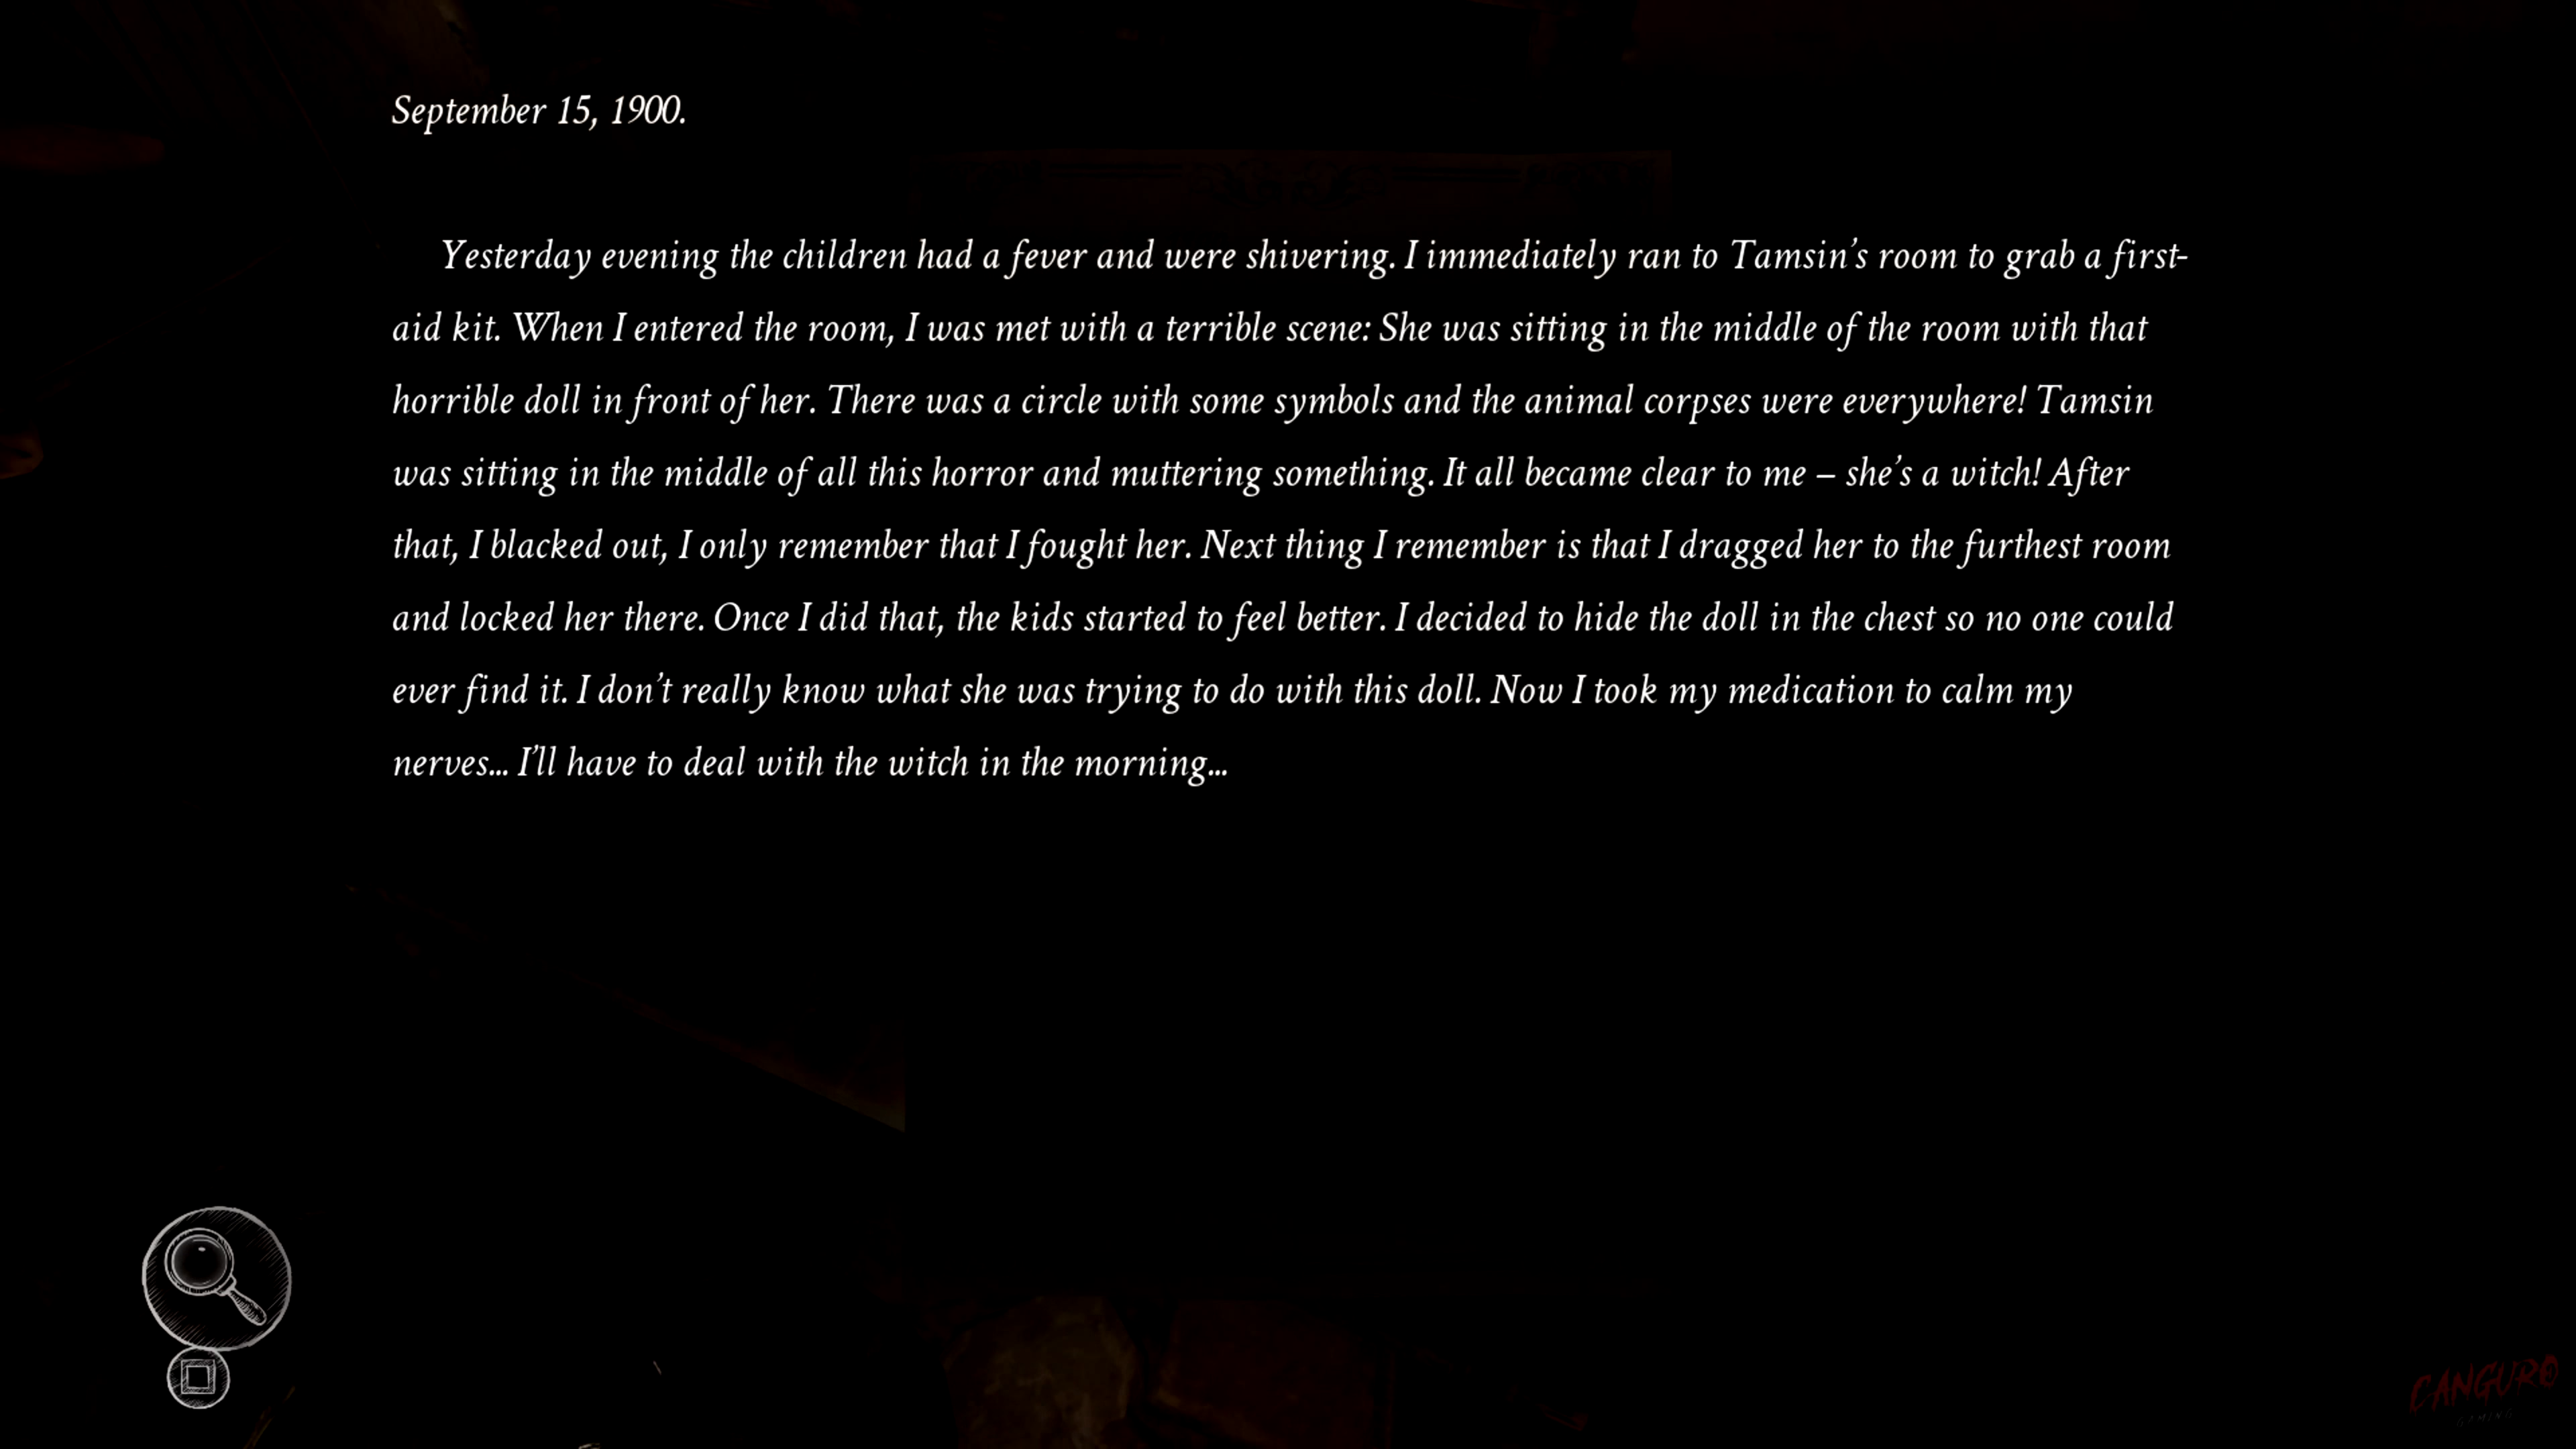 September 15, 1900.
Yesterday evening the children had a fever and were shivering. I immediately ran to Tamsin’s room to grab a first-
aid kit. When I entered the room, I was met with a terrible scene: She was sitting in the middle of the room with that
horrible doll in front of her. There was a circle with some symbols and the animal corpses were everywhere! Tamsin
was sitting in the middle of all this horror and muttering something. It all became clear to me – she’s a witch! After
that, I blacked out, I only remember that I fought her. Next thing I remember is that I dragged her to the furthest room
and locked her there. Once I did that, the kids started to feel better. I decided to hide the doll in the chest so no one could
ever find it. I don’t really know what she was trying to do with this doll. Now I took my medication to calm my
nerves... I’ll have to deal with the witch in the morning...
CANGURO
GAMING